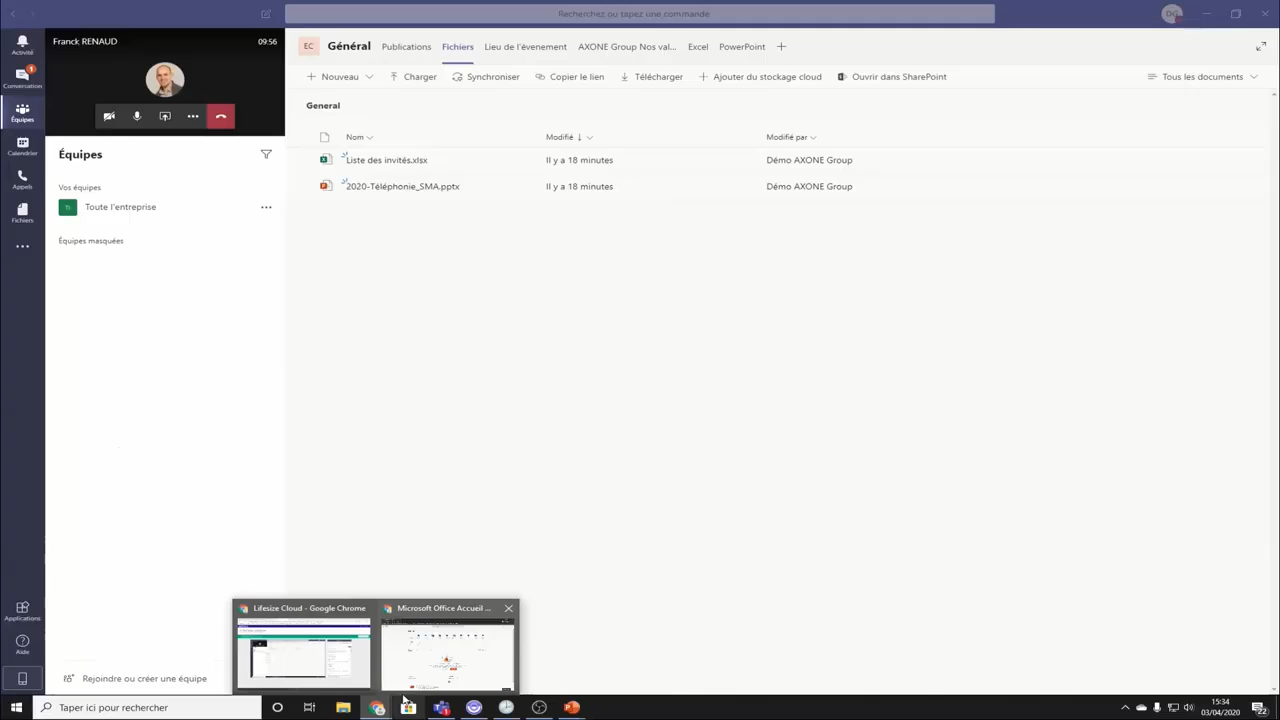 Recherchez ou tapez une commande
Franck RENAUD
09:56
EC
Général
Publications
Fichiers
Lieu de l'évenement
AXONE Group Nos val...
Excel
PowerPoint
Nouveau
Charger
Synchroniser
Copier le lien
Télécharger
Ajouter du stockage cloud
Ouvrir dans SharePoint
Tous les documents
General
Nom
Modifié
Modifié par
Liste des invités.xlsx
Il y a 18 minutes
Démo AXONE Group
2020-Téléphonie_SMA.pptx
Il y a 18 minutes
Démo AXONE Group
Activité
1
Conversation
Équipes
Calendrier
Appels
Fichiers
Applications
Aide
Équipes
Vos équipes
Toute l'entreprise
Équipes masquées
Rejoindre ou créer une équipe
Lifesize Cloud - Google Chrome
Microsoft Office Accueil ...
Taper ici pour rechercher
15:34
03/04/2020
22